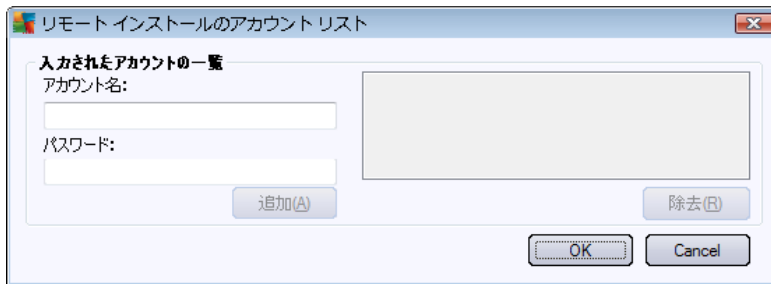 リモート インストールのアカウント リスト
入力されたアカウントの一覧
アカウント名:
パスワード:
追加(A)
除去(R)
OK
Cancel